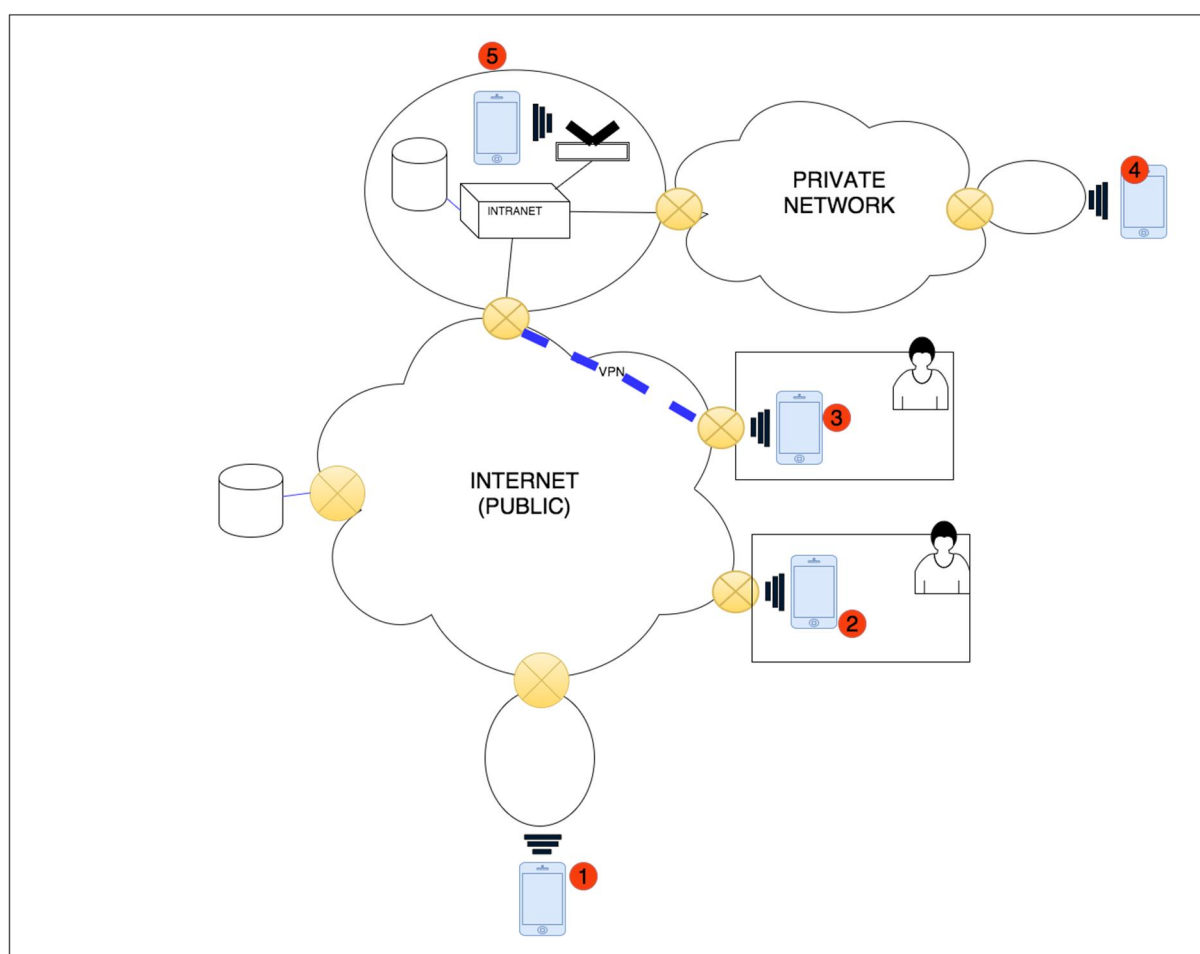 5
PRIVATE
NETWORK
4
INTRANET
VPN
3
INTERNET
(PUBLIC)
2
1